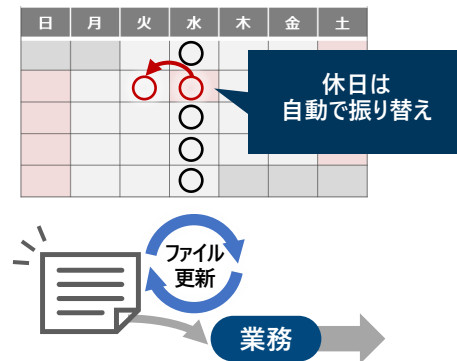 日 月 火 水 木 金 土
休日は
自動で振り替え
ファイル
更新
業務